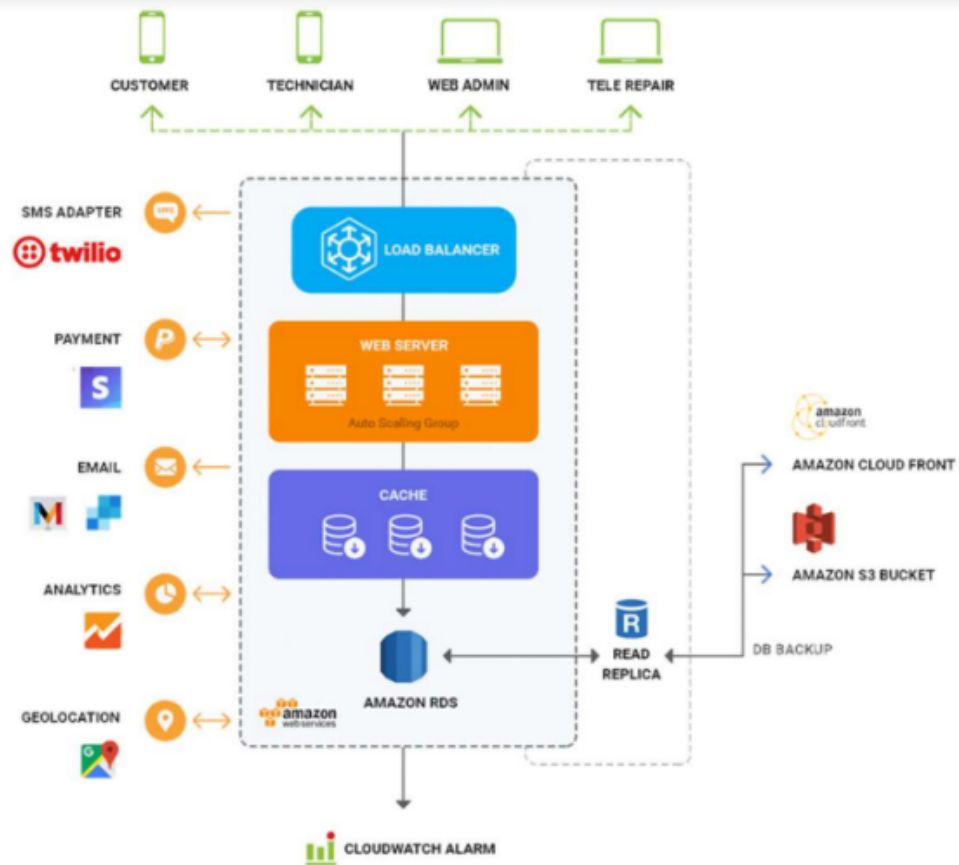 CUSTOMER
TECHNICIAN
WEB ADMIN
TELE REPAIR
SMS ADAPTER
SMS
twilio
LOAD BALANCER
PAYMENT
P
S
WEB SERVER
Auto Scaling Group
amazon
cloudfront
EMAIL
M
AMAZON CLOUD FRONT
CACHE
AMAZON S3 BUCKET
ANALYTICS
R
READ
REPLICA
DB BACKUP
AMAZON RDS
GEOLOCATION
G
amazon
webservices
CLOUDWATCH ALARM